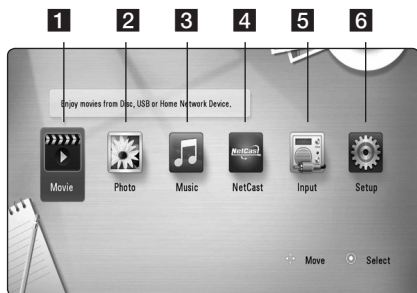 1 2 3 4 5 6
Enjoy movies from Disc, USB or Home Network Device.
NetCast
Movie Photo Music NetCast Input Setup
Move Select